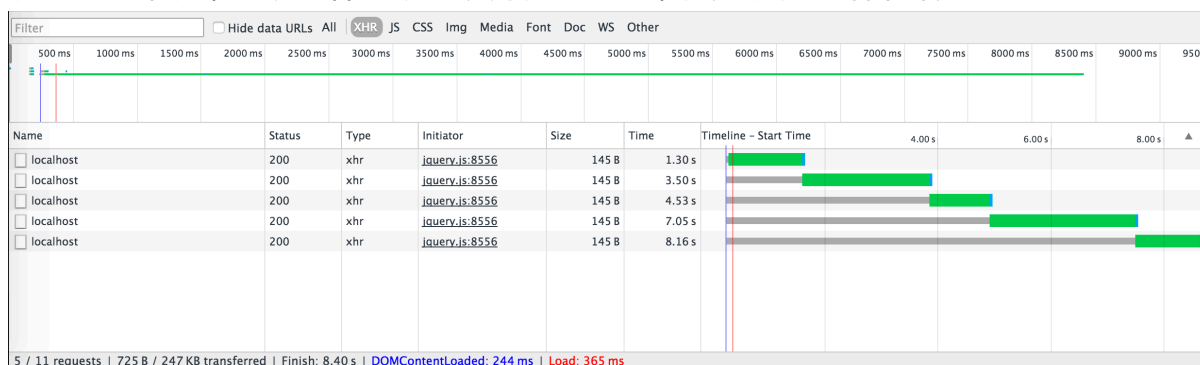 Filter Hide data URLs All XHR JS CSS Img Media Font Doc WS Other
500 ms 1000 ms 1500 ms 2000 ms 2500 ms 3000 ms 3500 ms 4000 ms 4500 ms 5000 ms 5500 ms 6000 ms 6500 ms 7000 ms 7500 ms 8000 ms 8500 ms 9000 ms 950
Name Status Type Initiator Size Time Timeline – Start Time 4.00 s 6.00 s 8.00 s ▲
localhost 200 xhr jquery.js:8556 145 B 1.30 s
localhost 200 xhr jquery.js:8556 145 B 3.50 s
localhost 200 xhr jquery.js:8556 145 B 4.53 s
localhost 200 xhr jquery.js:8556 145 B 7.05 s
localhost 200 xhr jquery.js:8556 145 B 8.16 s
5 / 11 requests | 725 B / 247 KB transferred | Finish: 8.40 s | DOMContentLoaded: 244 ms | Load: 365 ms